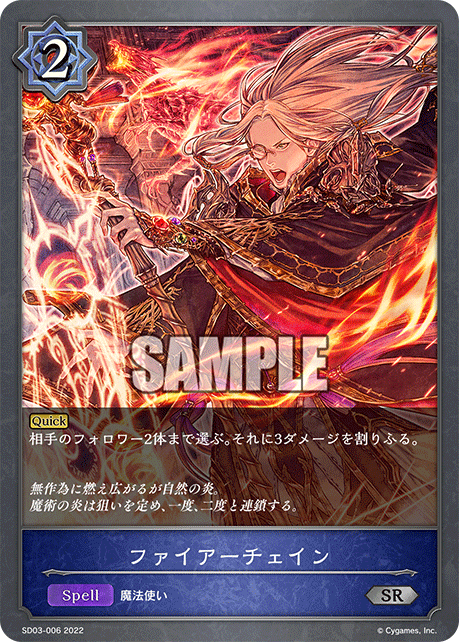 2
SAMPLE
Quick
相手のフォロワー2体まで選ぶ。それに3ダメージを割りふる。
無作為に燃え広がるが自然の炎。
魔術の炎は狙いを定め、一度、二度と連鎖する。
ファイアーチェイン
Spell 魔法使い SR
SD03-006 2022 © Cygames, Inc.